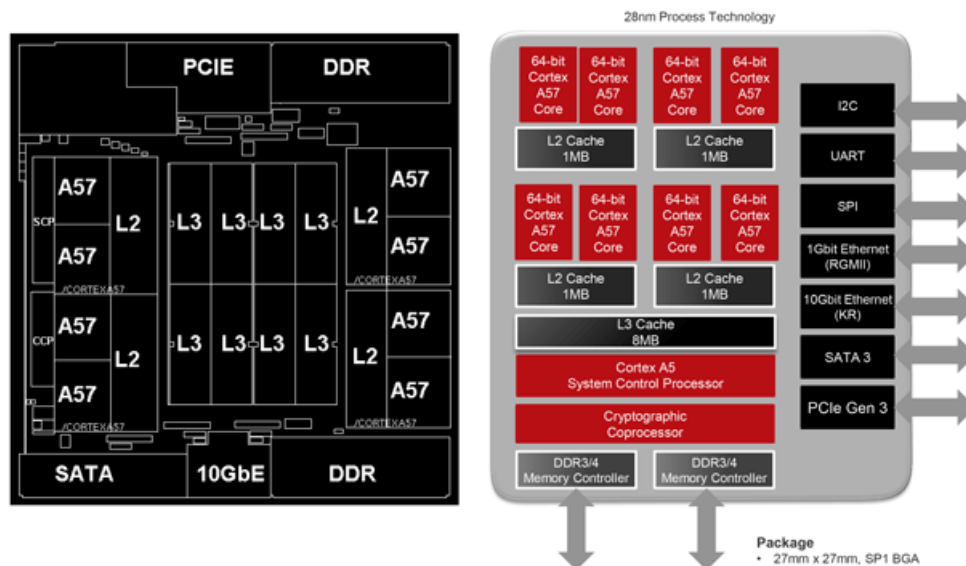 PCIE
DDR
A57
L2
SCP
A57
/CORTEXA57
L3
L3
L3
L3
L2
A57
A57
/CORTEXA57
CCP
A57
L2
A57
/CORTEXA57
L3
L3
L3
L3
L2
A57
A57
/CORTEXA57
SATA
10GbE
DDR
28nm Process Technology
64-bit
Cortex
A57
Core
64-bit
Cortex
A57
Core
64-bit
Cortex
A57
Core
64-bit
Cortex
A57
Core
L2 Cache
1MB
L2 Cache
1MB
64-bit
Cortex
A57
Core
64-bit
Cortex
A57
Core
64-bit
Cortex
A57
Core
64-bit
Cortex
A57
Core
L2 Cache
1MB
L2 Cache
1MB
L3 Cache
8MB
Cortex A5
System Control Processor
Cryptographic
Coprocessor
DDR3/4
Memory Controller
DDR3/4
Memory Controller
I2C
UART
SPI
1Gbit Ethernet
(RGMII)
10Gbit Ethernet
(KR)
SATA 3
PCIe Gen 3
Package
• 27mm x 27mm, SP1 BGA